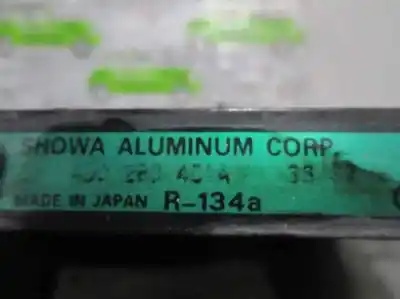 SHOWA ALUMINUM CORP.
MADE IN JAPAN R-134a